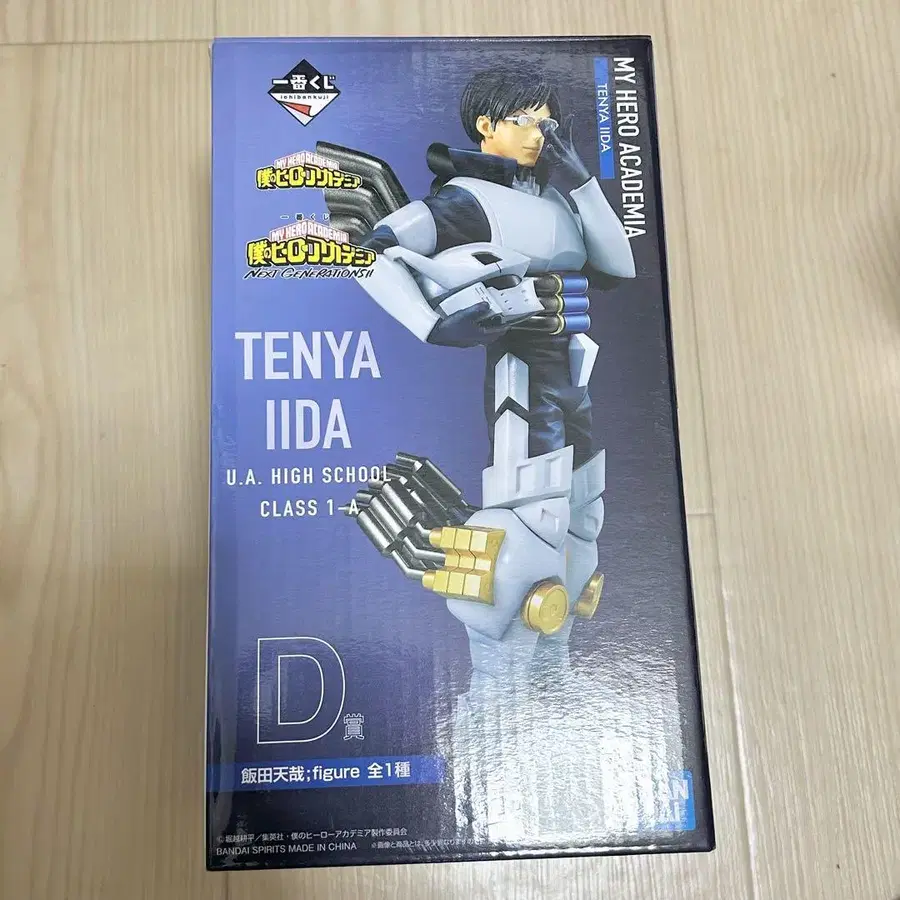 一番くじ
ichibankuji
MY HERO ACADEMIA
僕のヒーローアカデミア
一番くじ
MY HERO ACADEMIA
僕のヒーローアカデミア
NEXT GENERATIONS!!
MY HERO ACADEMIA
TENYA IIDA
TENYA
IIDA
U.A. HIGH SCHOOL
CLASS 1-A
D賞
飯田天哉;figure 全1種
© 堀越耕平/集英社・僕のヒーローアカデミア製作委員会
BANDAI SPIRITS MADE IN CHINA